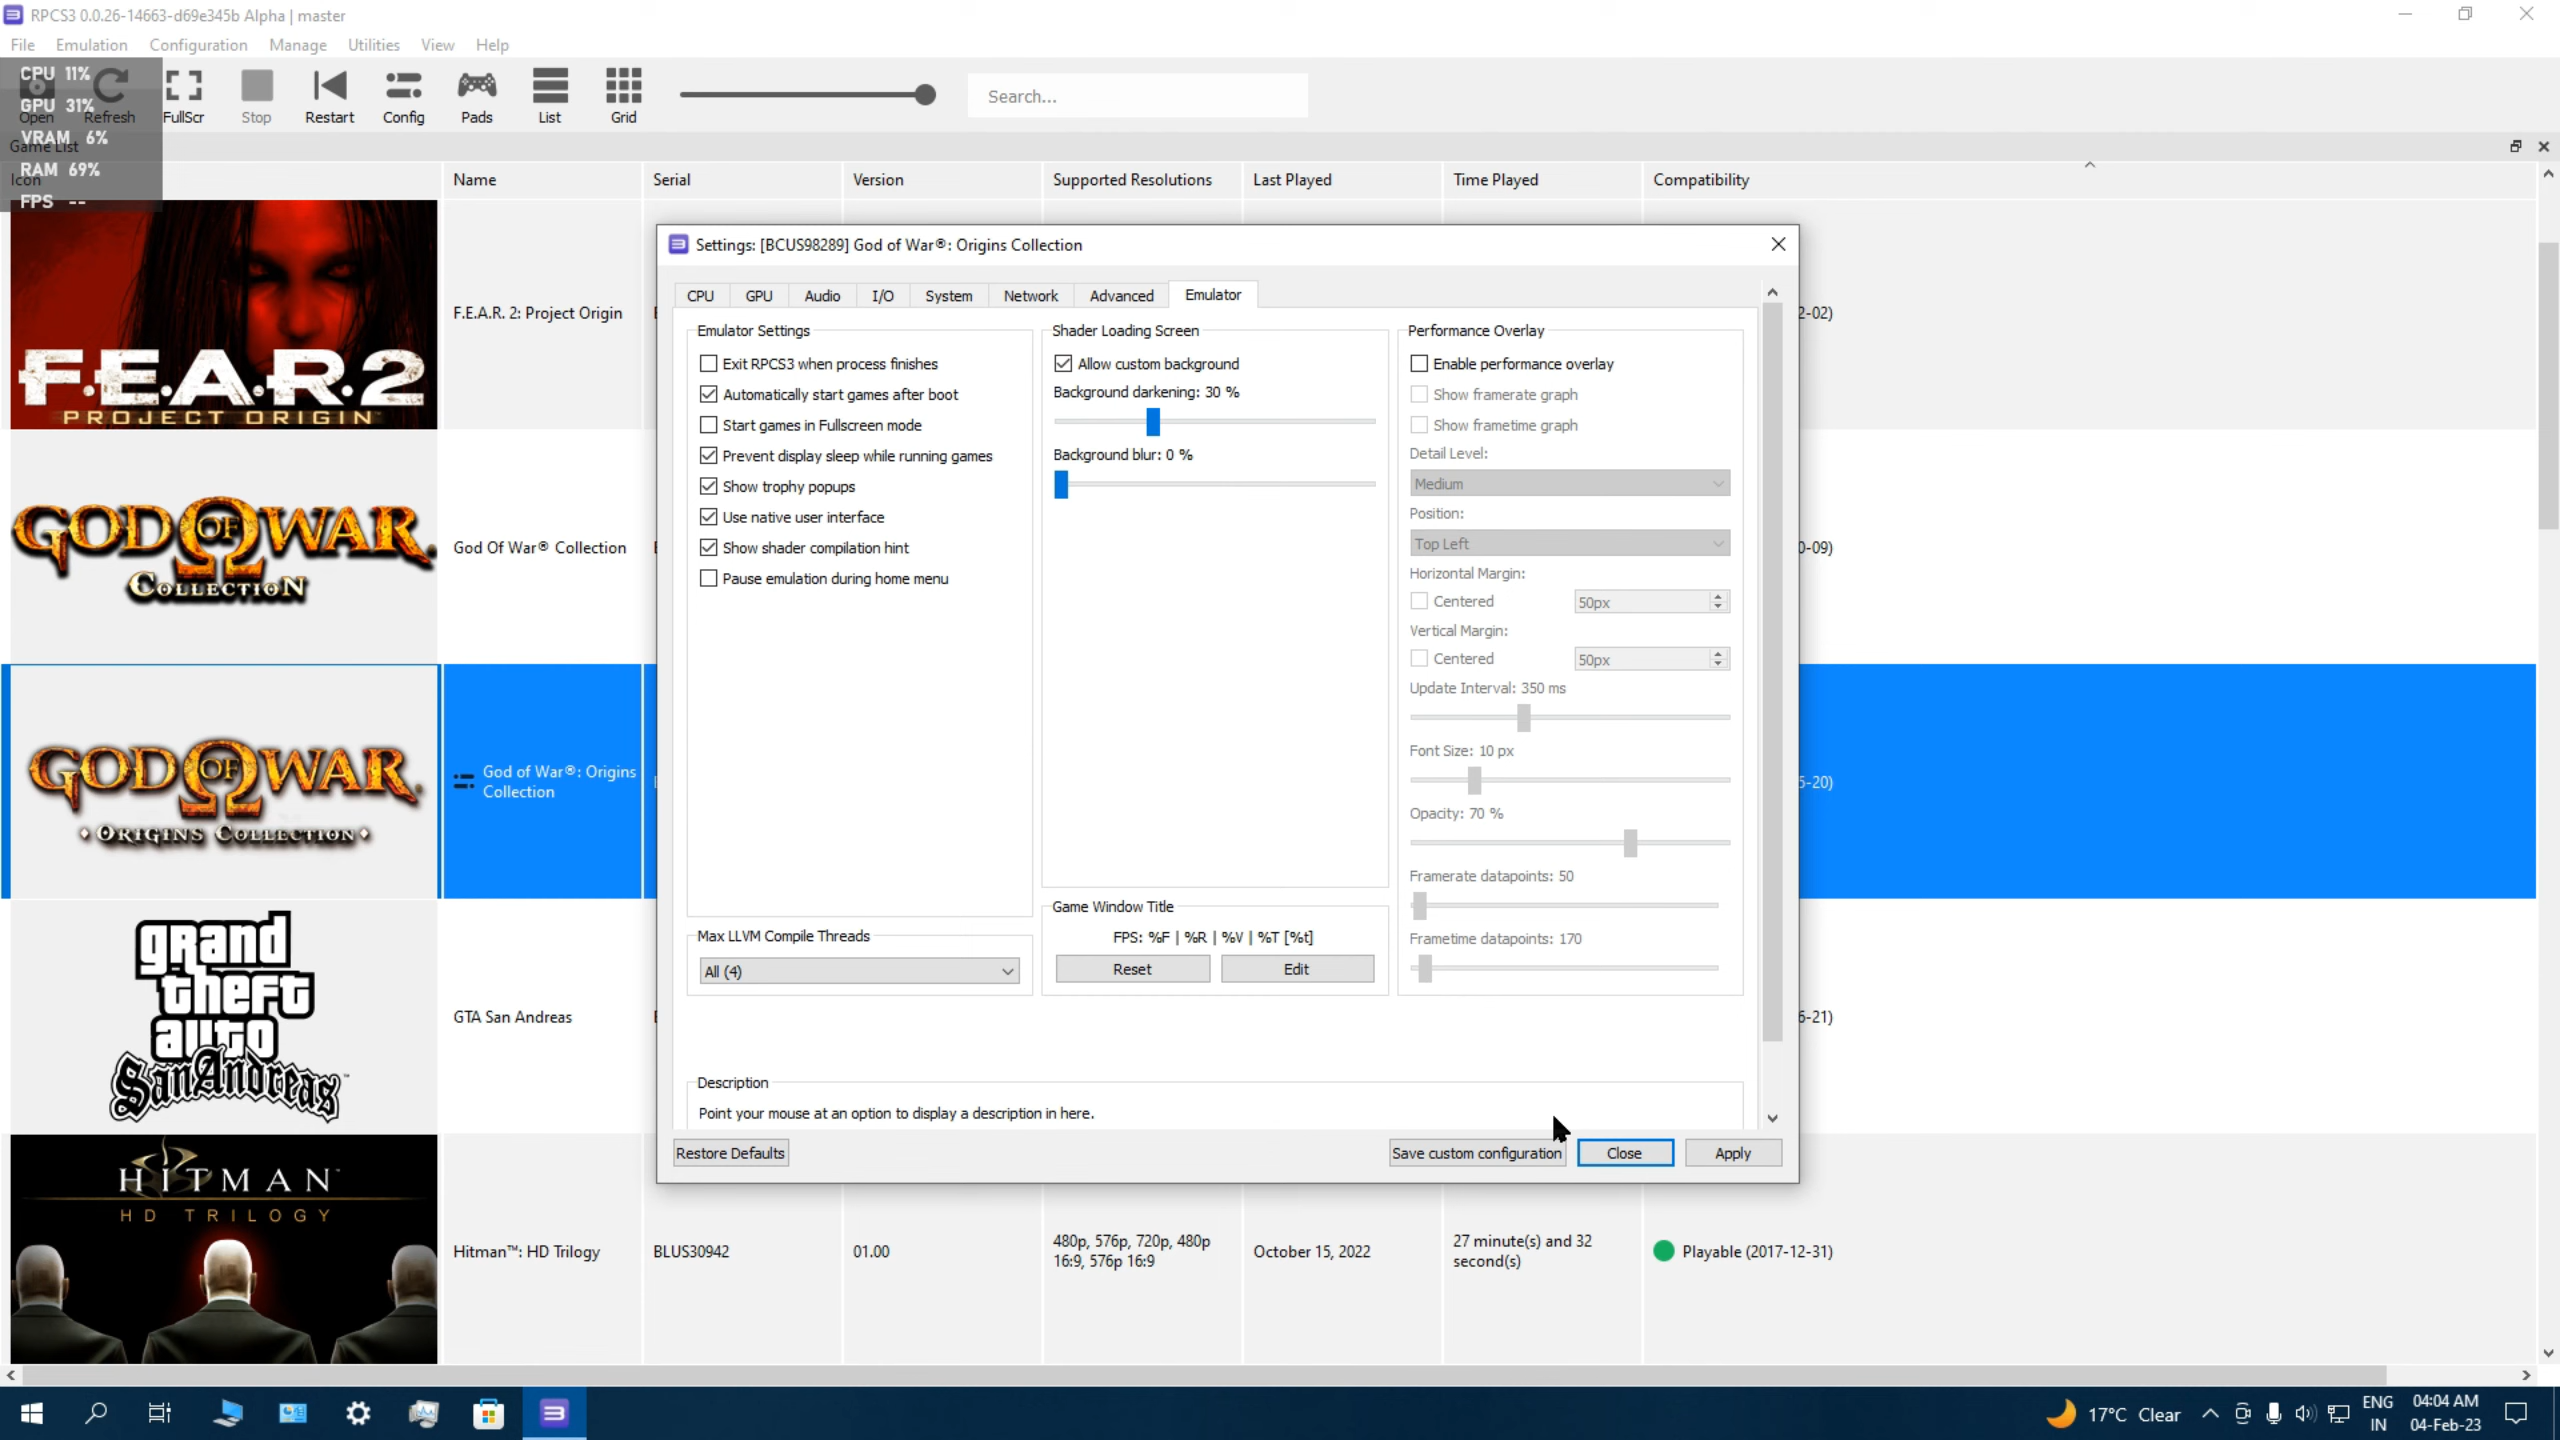 RPCS3 0.0.26-14663-d69e345b Alpha | master
File Emulation Configuration Manage Utilities View Help
CPU 11%
GPU 31%
VRAM 6%
RAM 69%
FPS --
Open Refresh FullScr Stop Restart Config Pads List Grid
Search...
Game List
Icon Name Serial Version Supported Resolutions Last Played Time Played Compatibility
F.E.A.R.2
PROJECT ORIGIN
F.E.A.R. 2: Project Origin
2-02)
GOD OF WAR
COLLECTION
God Of War® Collection
0-09)
GOD OF WAR
ORIGINS COLLECTION
God of War®: Origins
Collection
5-20)
grand
theft
auto
San Andreas
GTA San Andreas
6-21)
HITMAN™
HD TRILOGY
Hitman™: HD Trilogy BLUS30942 01.00
480p, 576p, 720p, 480p
16:9, 576p 16:9
October 15, 2022
27 minute(s) and 32
second(s)
Playable (2017-12-31)
Settings: [BCUS98289] God of War®: Origins Collection
CPU GPU Audio I/O System Network Advanced Emulator
Emulator Settings
Exit RPCS3 when process finishes
Automatically start games after boot
Start games in Fullscreen mode
Prevent display sleep while running games
Show trophy popups
Use native user interface
Show shader compilation hint
Pause emulation during home menu
Max LLVM Compile Threads
All (4)
Shader Loading Screen
Allow custom background
Background darkening: 30 %
Background blur: 0 %
Game Window Title
FPS: %F | %R | %V | %T [%t]
Reset Edit
Performance Overlay
Enable performance overlay
Show framerate graph
Show frametime graph
Detail Level:
Medium
Position:
Top Left
Horizontal Margin:
Centered 50px
Vertical Margin:
Centered 50px
Update Interval: 350 ms
Font Size: 10 px
Opacity: 70 %
Framerate datapoints: 50
Frametime datapoints: 170
Description
Point your mouse at an option to display a description in here.
Restore Defaults Save custom configuration Close Apply
17°C Clear
ENG
IN
04:04 AM
04-Feb-23